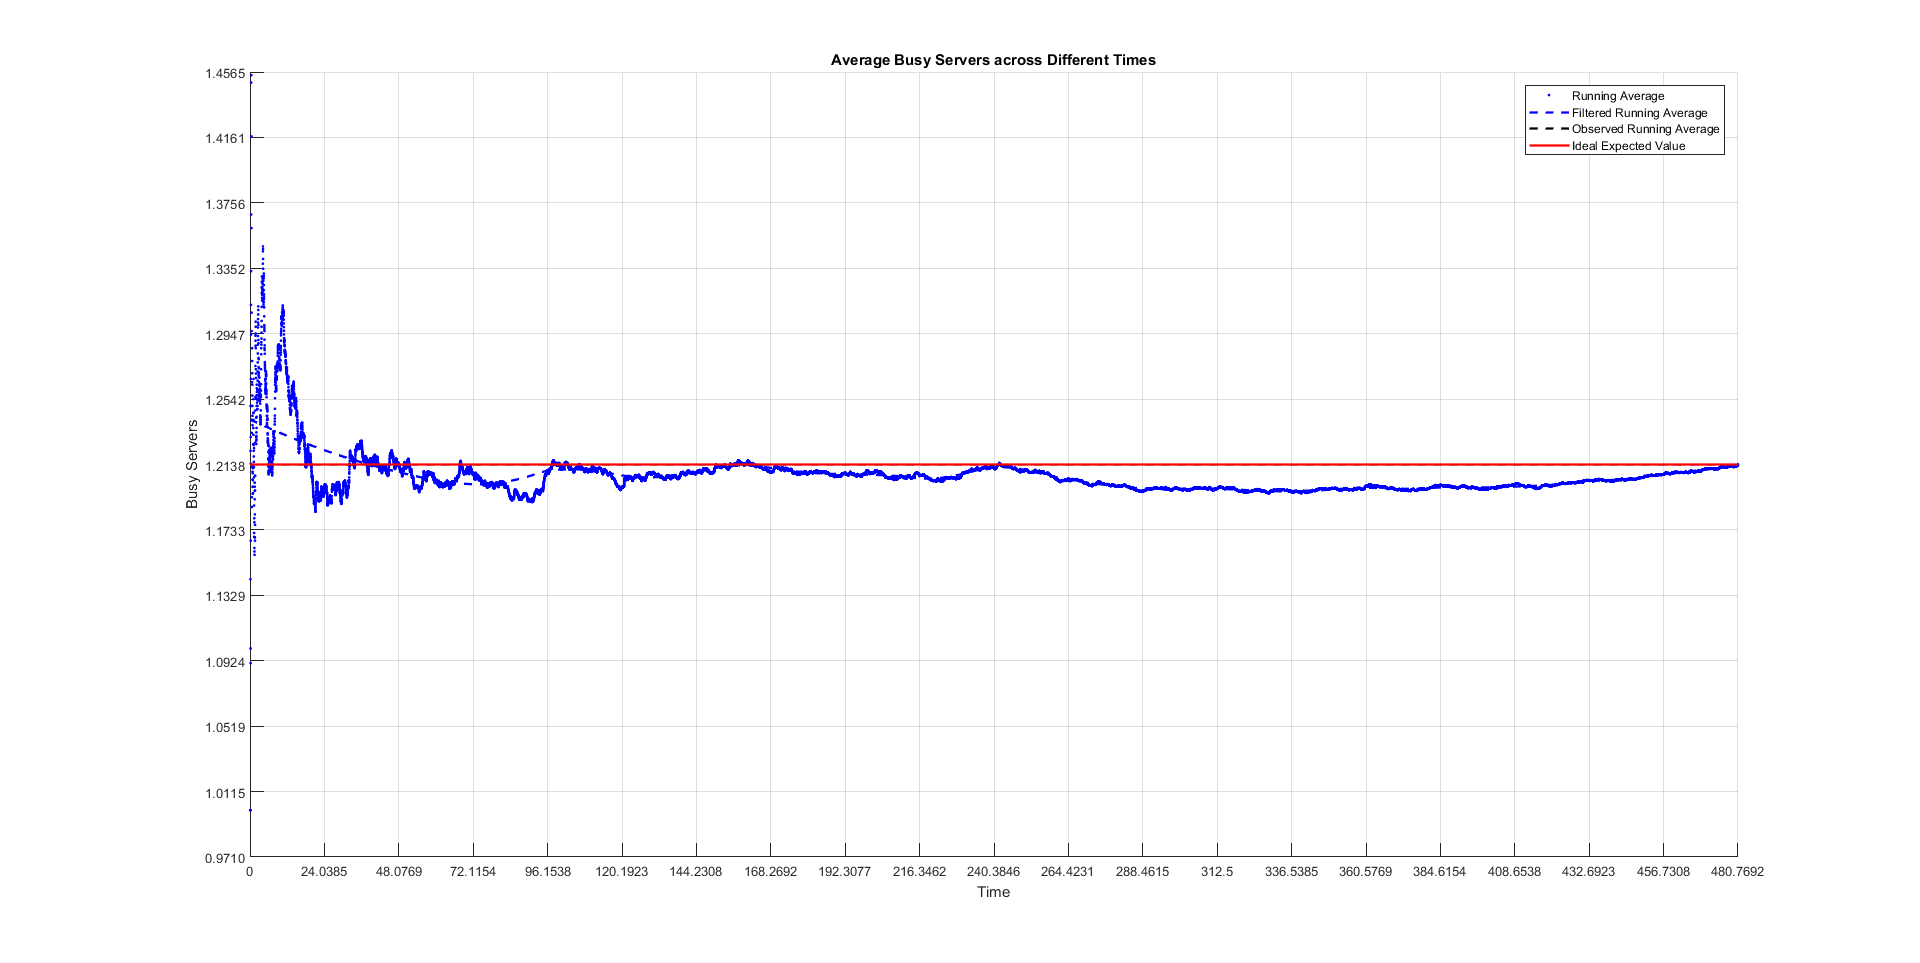 Average Busy Servers across Different Times
Running Average
Filtered Running Average
Observed Running Average
Ideal Expected Value
Busy Servers
1.4565
1.4161
1.3756
1.3352
1.2947
1.2542
1.2138
1.1733
1.1329
1.0924
1.0519
1.0115
0.9710
0 24.0385 48.0769 72.1154 96.1538 120.1923 144.2308 168.2692 192.3077 216.3462 240.3846 264.4231 288.4615 312.5 336.5385 360.5769 384.6154 408.6538 432.6923 456.7308 480.7692
Time